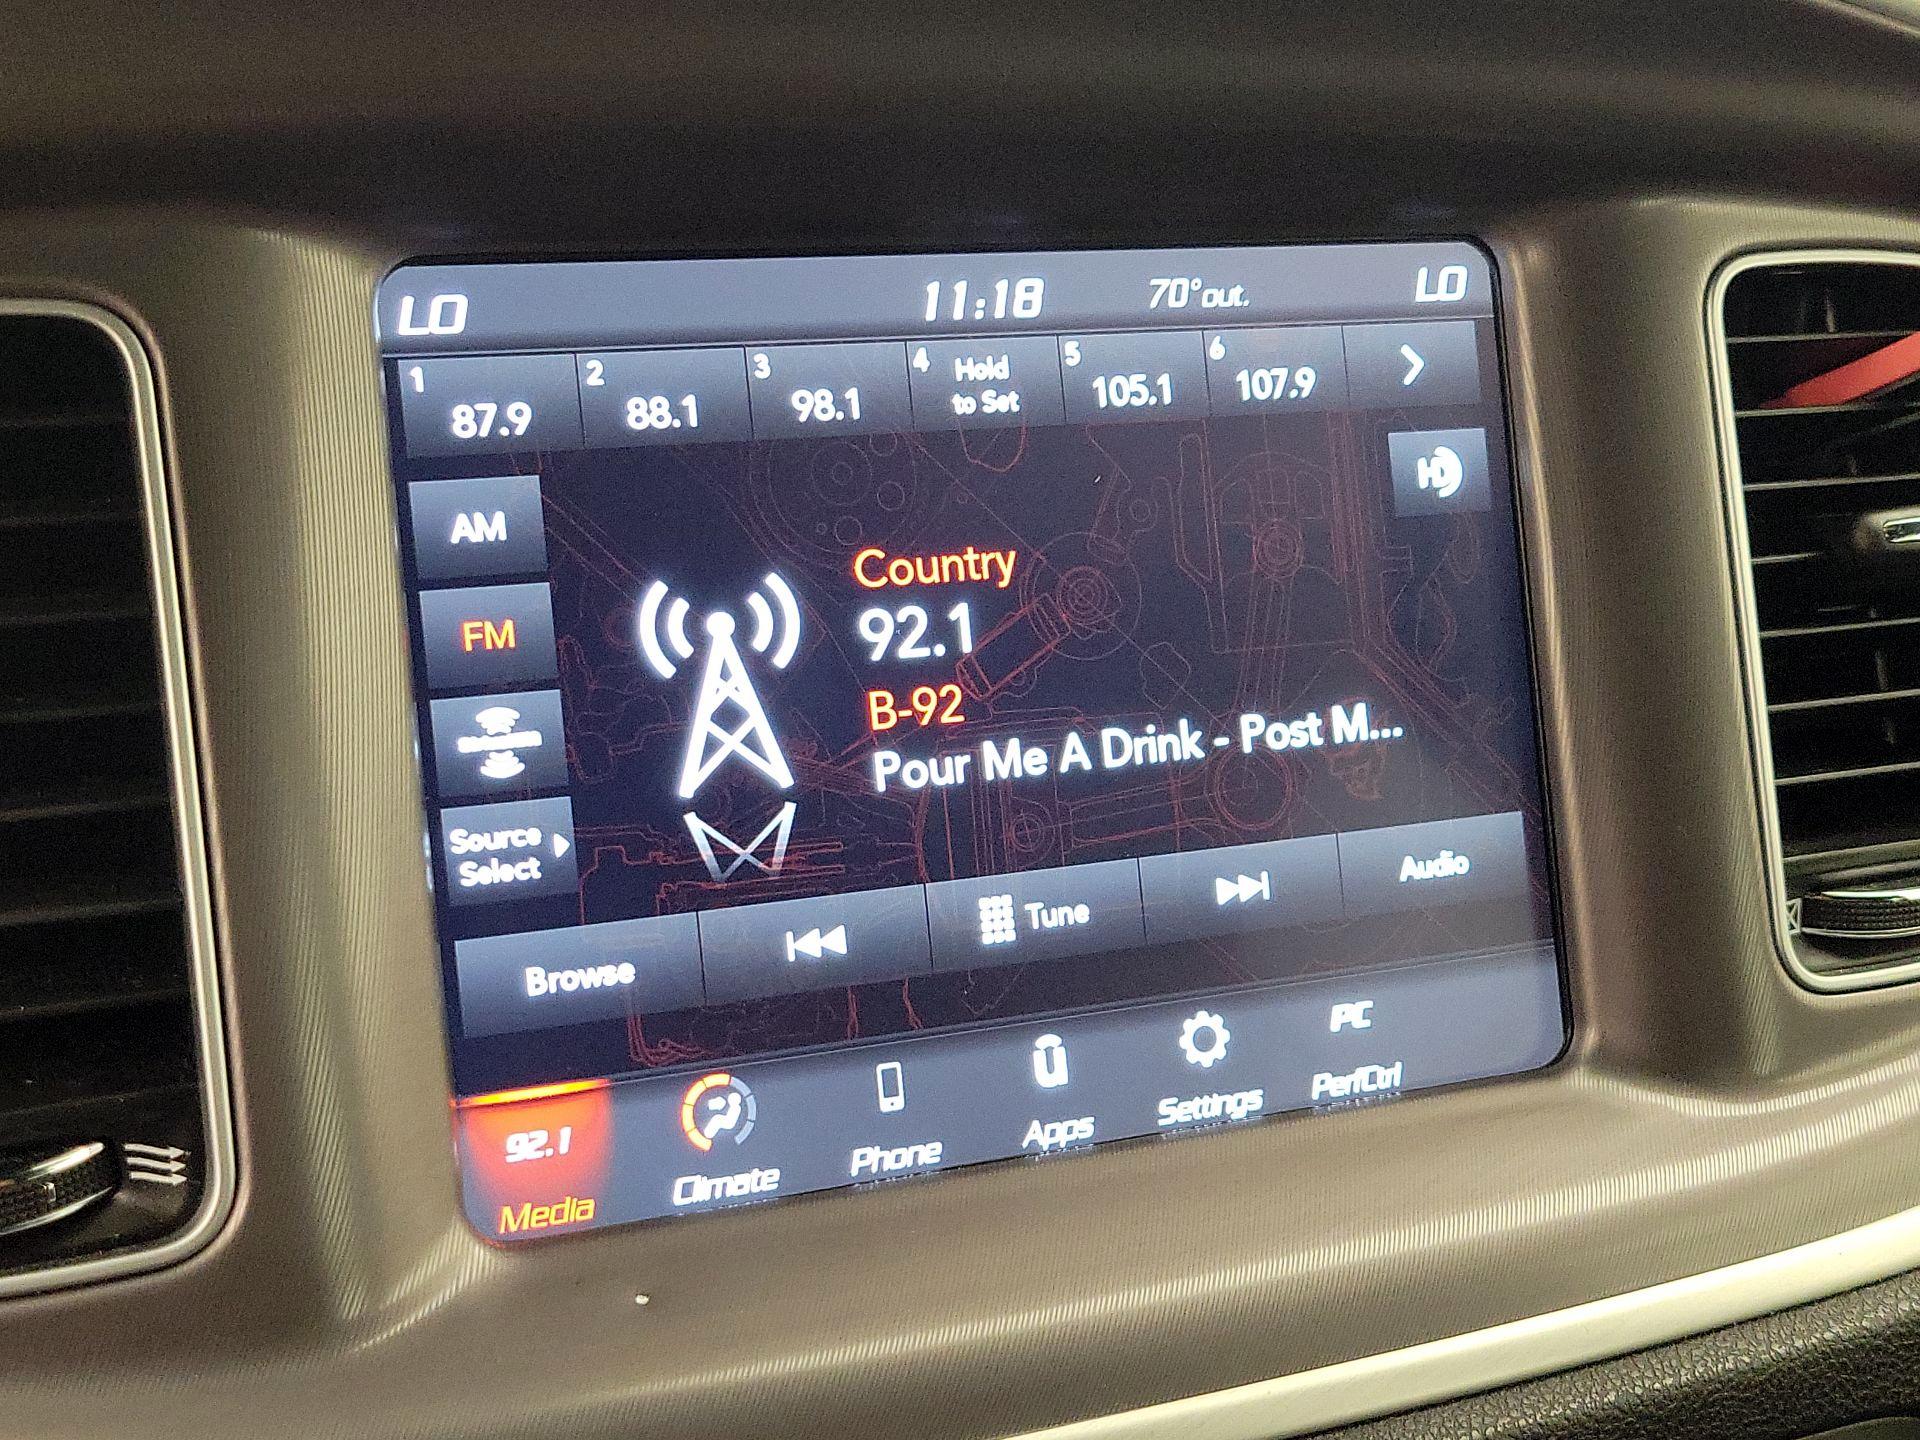 LO 11:18 70°out. LO
1 87.9
2 88.1
3 98.1
4 Hold
to Set
5 105.1
6 107.9
HD
AM
FM
Source
Select
Country
92.1
B-92
Pour Me A Drink - Post M...
Browse
Tune
Audio
92.1
Media
Climate
Phone
u
Apps
Settings
PC
PerfCtrl